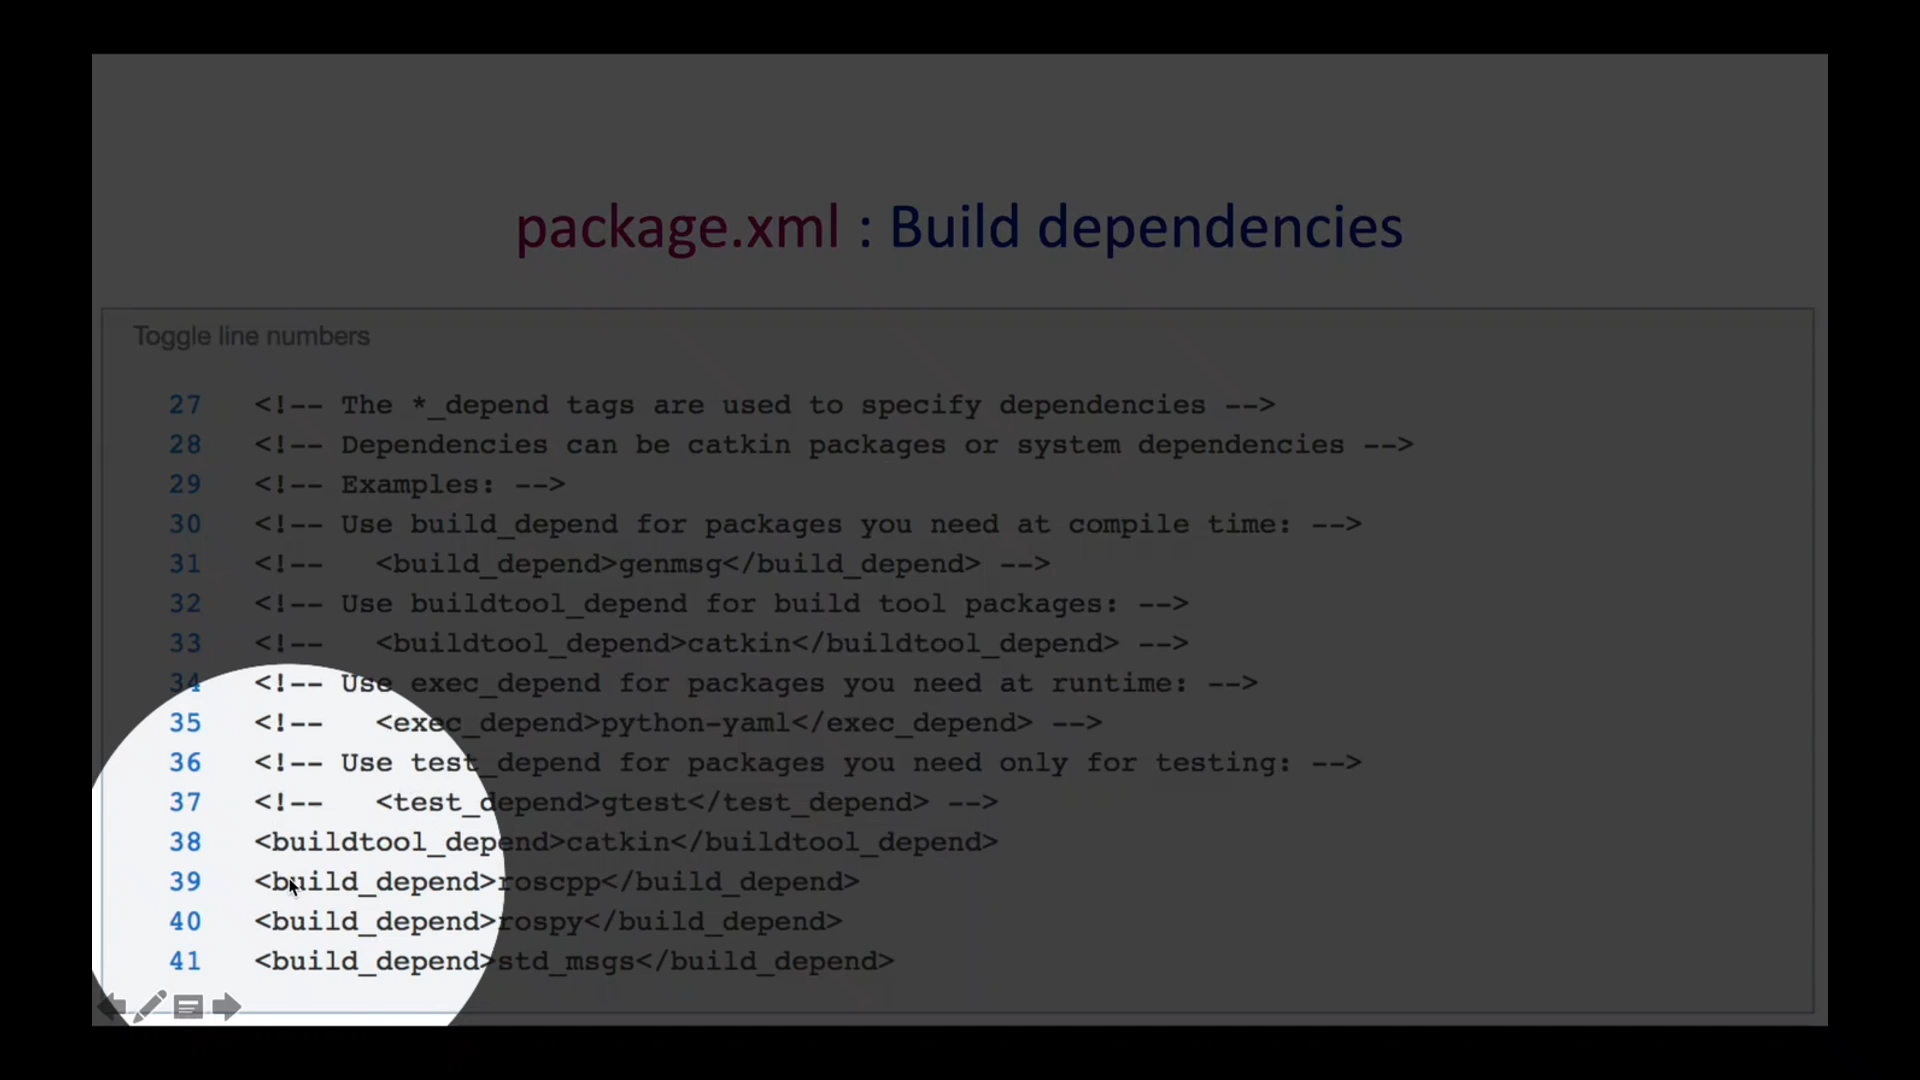 package.xml : Build dependencies
Toggle line numbers
27 <!-- The *_depend tags are used to specify dependencies -->
28 <!-- Dependencies can be catkin packages or system dependencies -->
29 <!-- Examples: -->
30 <!-- Use build_depend for packages you need at compile time: -->
31 <!--   <build_depend>genmsg</build_depend> -->
32 <!-- Use buildtool_depend for build tool packages: -->
33 <!--   <buildtool_depend>catkin</buildtool_depend> -->
34 <!-- Use exec_depend for packages you need at runtime: -->
35 <!--   <exec_depend>python-yaml</exec_depend> -->
36 <!-- Use test_depend for packages you need only for testing: -->
37 <!--   <test_depend>gtest</test_depend> -->
38 <buildtool_depend>catkin</buildtool_depend>
39 <build_depend>roscpp</build_depend>
40 <build_depend>rospy</build_depend>
41 <build_depend>std_msgs</build_depend>